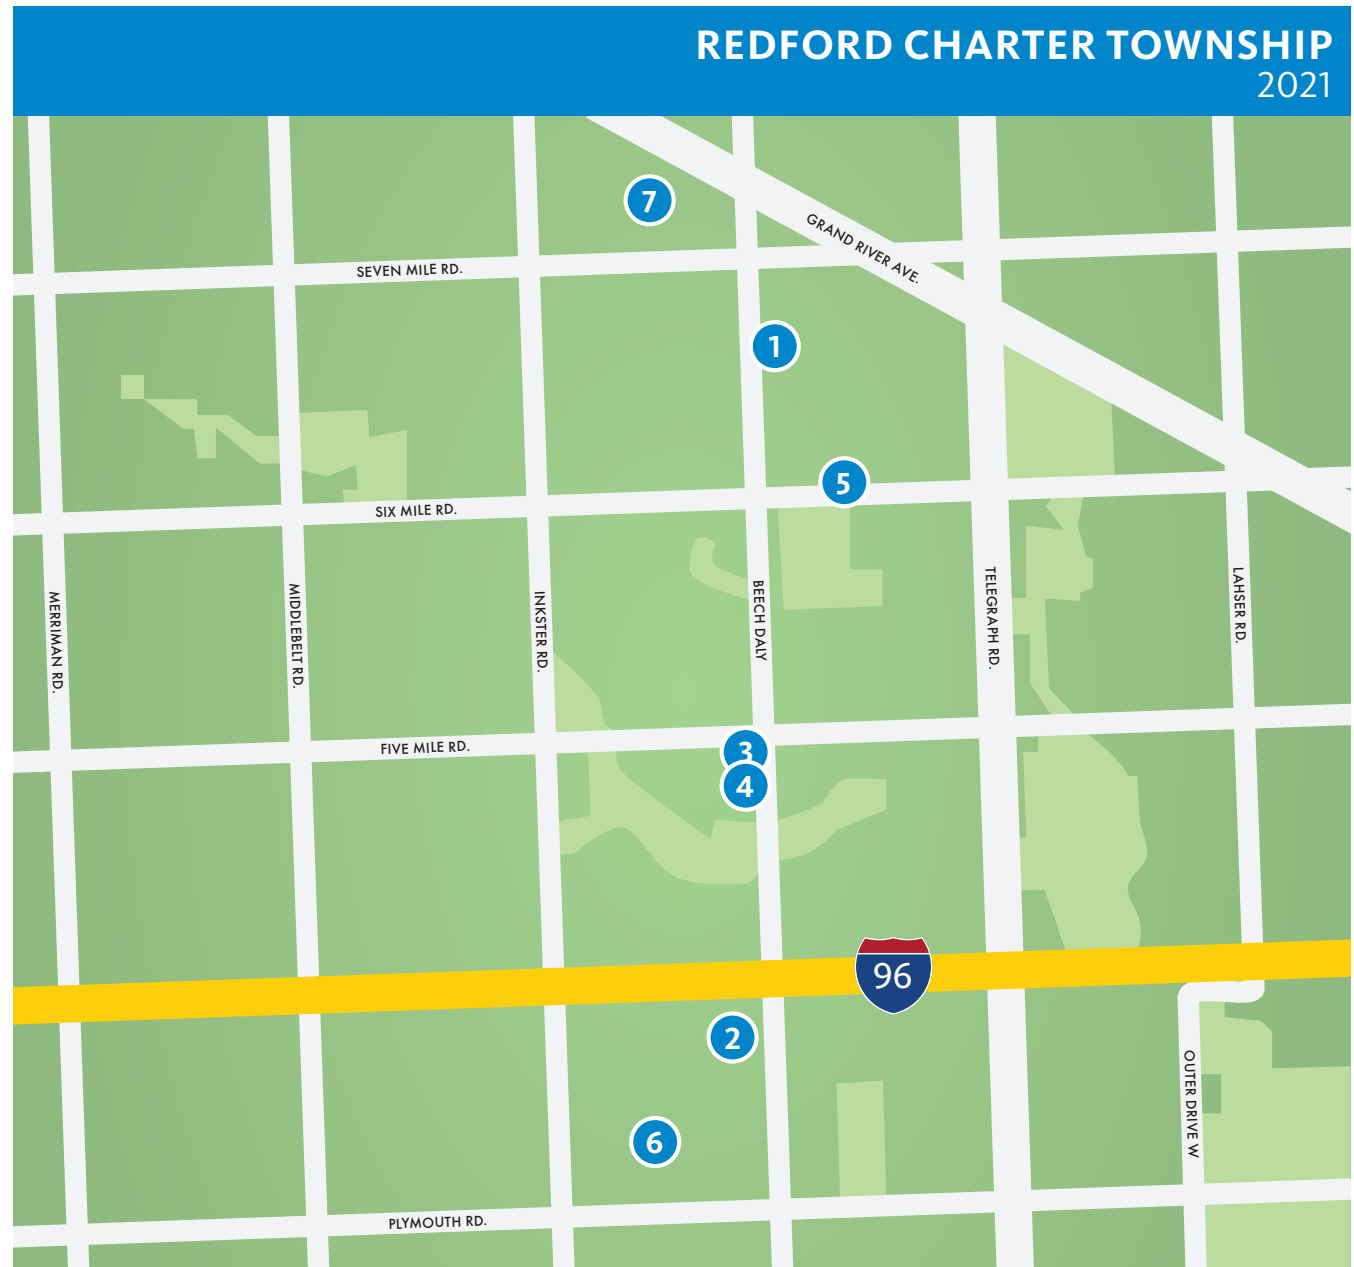 REDFORD CHARTER TOWNSHIP
2021
7
GRAND RIVER AVE.
SEVEN MILE RD.
1
5
SIX MILE RD.
MERRIMAN RD.
MIDDLEBELT RD.
INKSTER RD.
BEECH DALY
TELEGRAPH RD.
LAHSER RD.
FIVE MILE RD.
3
4
96
2
OUTER DRIVE W
6
PLYMOUTH RD.